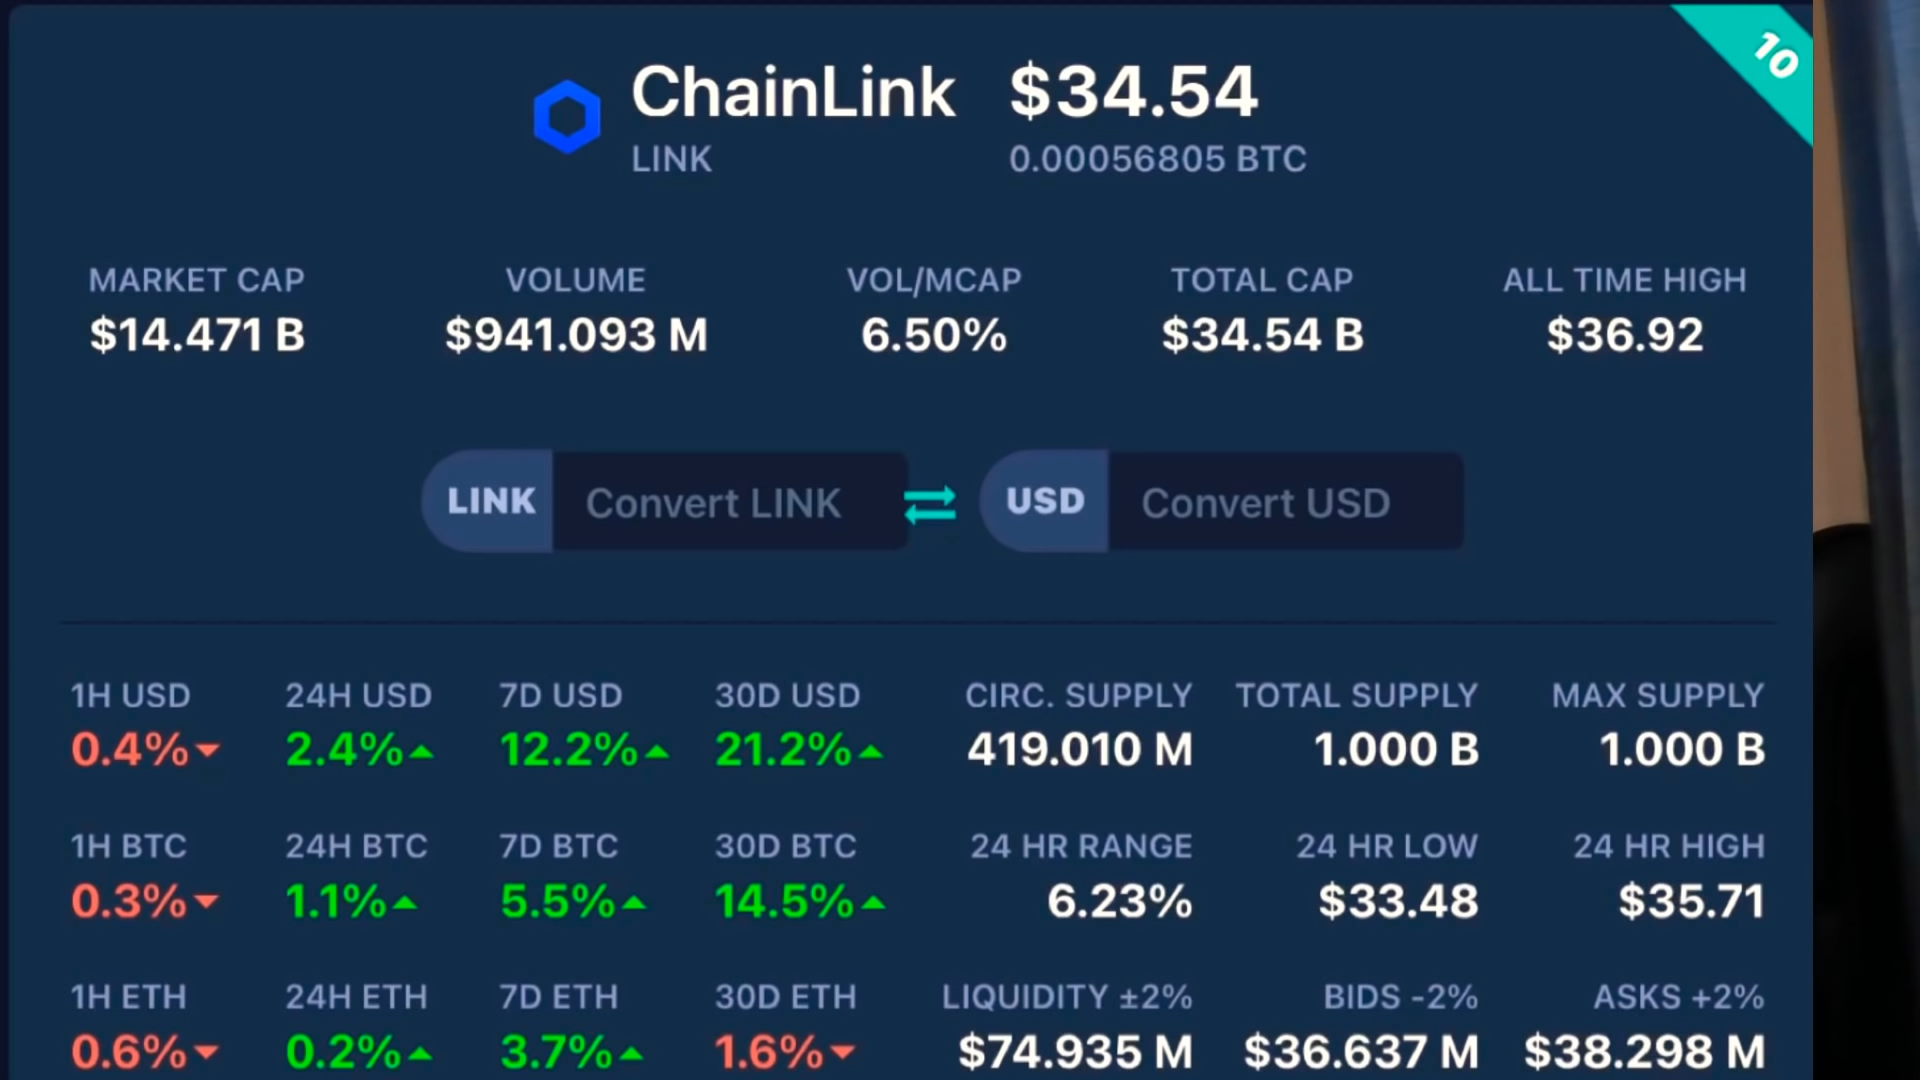 ChainLink $34.54
LINK 0.00056805 BTC
10
MARKET CAP VOLUME VOL/MCAP TOTAL CAP ALL TIME HIGH
$14.471 B $941.093 M 6.50% $34.54 B $36.92
LINK Convert LINK USD Convert USD
1H USD 24H USD 7D USD 30D USD CIRC. SUPPLY TOTAL SUPPLY MAX SUPPLY
0.4% 2.4% 12.2% 21.2% 419.010 M 1.000 B 1.000 B
1H BTC 24H BTC 7D BTC 30D BTC 24 HR RANGE 24 HR LOW 24 HR HIGH
0.3% 1.1% 5.5% 14.5% 6.23% $33.48 $35.71
1H ETH 24H ETH 7D ETH 30D ETH LIQUIDITY ±2% BIDS -2% ASKS +2%
0.6% 0.2% 3.7% 1.6% $74.935 M $36.637 M $38.298 M